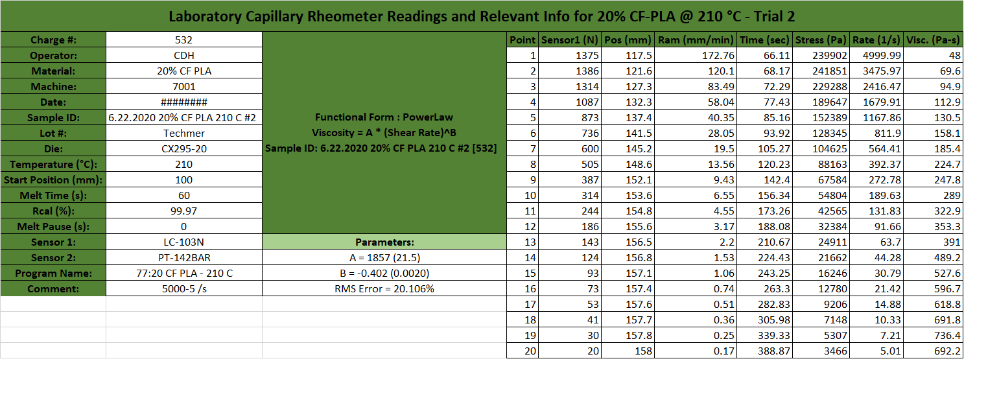 Laboratory Capillary Rheometer Readings and Relevant Info for 20% CF-PLA @ 210 °C - Trial 2
Charge #: 532
Operator: CDH
Material: 20% CF PLA
Machine: 7001
Date: ########
Sample ID: 6.22.2020 20% CF PLA 210 C #2
Lot #: Techmer
Die: CX295-20
Temperature (°C): 210
Start Position (mm): 100
Melt Time (s): 60
Rcal (%): 99.97
Melt Pause (s): 0
Sensor 1: LC-103N
Sensor 2: PT-142BAR
Program Name: 77:20 CF PLA - 210 C
Comment: 5000-5 /s
Functional Form : PowerLaw
Viscosity = A * (Shear Rate)^B
Sample ID: 6.22.2020 20% CF PLA 210 C #2 [532]
Parameters:
A = 1857 (21.5)
B = -0.402 (0.0020)
RMS Error = 20.106%
Point Sensor1 (N) Pos (mm) Ram (mm/min) Time (sec) Stress (Pa) Rate (1/s) Visc. (Pa-s)
1 1375 117.5 172.76 66.11 239902 4999.99 48
2 1386 121.6 120.1 68.17 241851 3475.97 69.6
3 1314 127.3 83.49 72.29 229288 2416.47 94.9
4 1087 132.3 58.04 77.43 189647 1679.91 112.9
5 873 137.4 40.35 85.16 152389 1167.86 130.5
6 736 141.5 28.05 93.92 128345 811.9 158.1
7 600 145.2 19.5 105.27 104625 564.41 185.4
8 505 148.6 13.56 120.23 88163 392.37 224.7
9 387 152.1 9.43 142.4 67584 272.78 247.8
10 314 153.6 6.55 156.34 54804 189.63 289
11 244 154.8 4.55 173.26 42565 131.83 322.9
12 186 155.6 3.17 188.08 32384 91.66 353.3
13 143 156.5 2.2 210.67 24911 63.7 391
14 124 156.8 1.53 224.43 21662 44.28 489.2
15 93 157.1 1.06 243.25 16246 30.79 527.6
16 73 157.4 0.74 263.3 12780 21.42 596.7
17 53 157.6 0.51 282.83 9206 14.88 618.8
18 41 157.7 0.36 305.98 7148 10.33 691.8
19 30 157.8 0.25 339.33 5307 7.21 736.4
20 20 158 0.17 388.87 3466 5.01 692.2